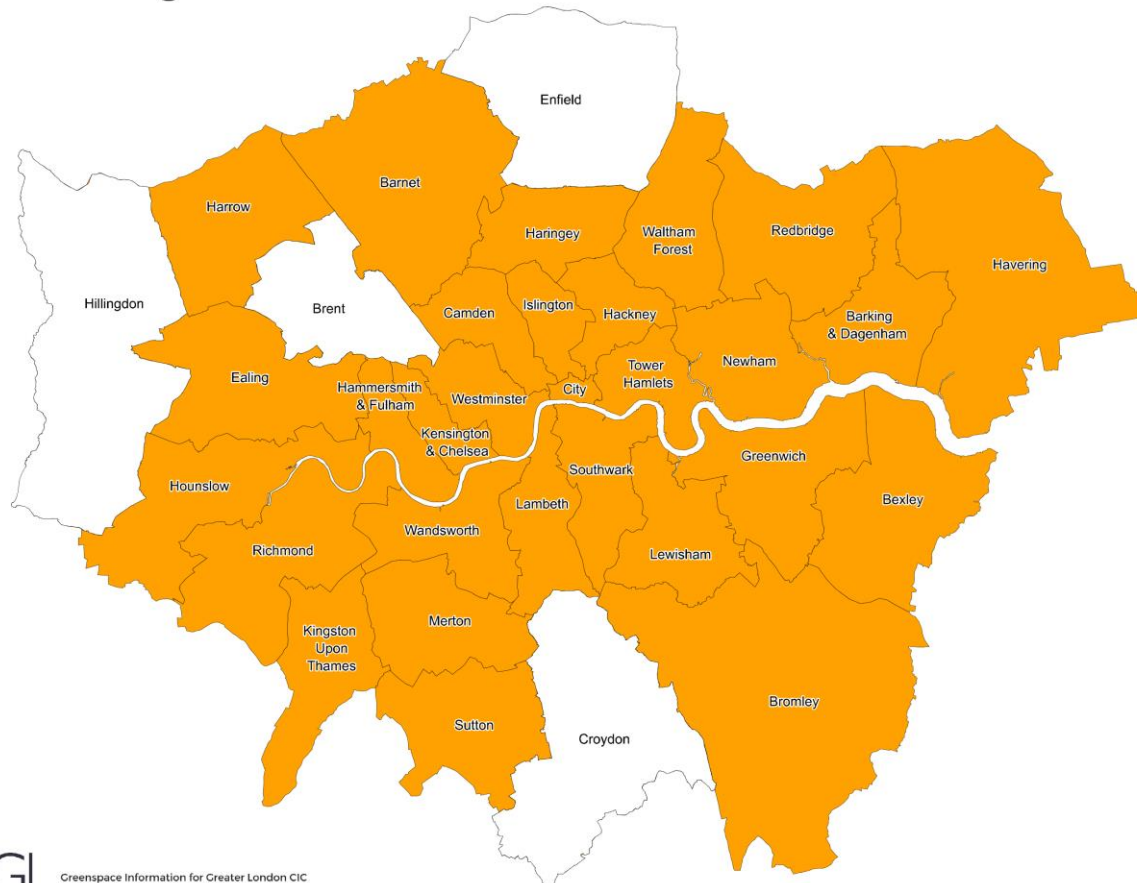 Enfield
Barnet
Harrow
Haringey
Waltham
Forest
Redbridge
Havering
Hillingdon
Brent
Camden
Islington
Hackney
Barking
& Dagenham
Ealing
Hammersmith
& Fulham
Westminster
City
Tower
Hamlets
Newham
Kensington
& Chelsea
Hounslow
Southwark
Greenwich
Bexley
Lambeth
Wandsworth
Richmond
Lewisham
Merton
Kingston
Upon
Thames
Bromley
Sutton
Croydon
Greenspace Information for Greater London CIC